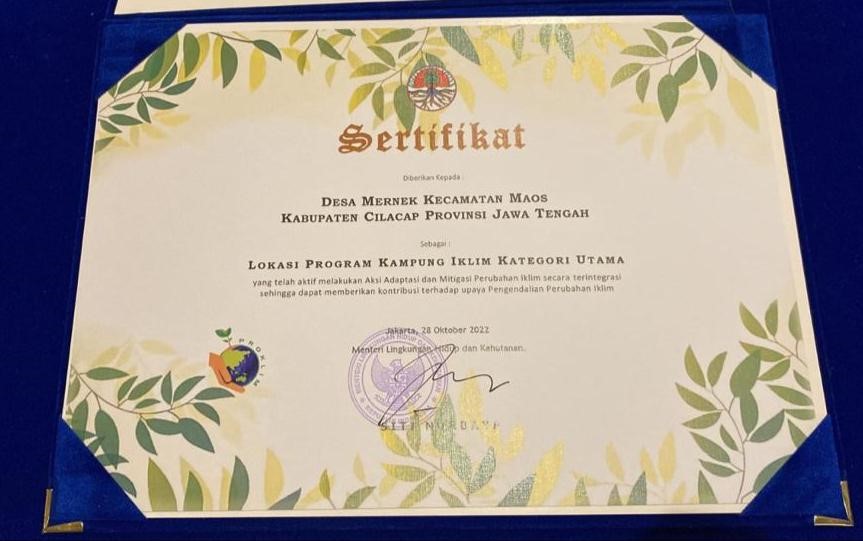 Sertifikat
Diberikan Kepada :
DESA MERNEK KECAMATAN MAOS
KABUPATEN CILACAP PROVINSI JAWA TENGAH
Sebagai :
LOKASI PROGRAM KAMPUNG IKLIM KATEGORI UTAMA
yang telah aktif melakukan Aksi Adaptasi dan Mitigasi Perubahan Iklim secara terintegrasi
sehingga dapat memberikan kontribusi terhadap upaya Pengendalian Perubahan Iklim
Jakarta, 28 Oktober 2022
Menteri Lingkungan Hidup dan Kehutanan,
PROKLIM
SITI NURBAYA